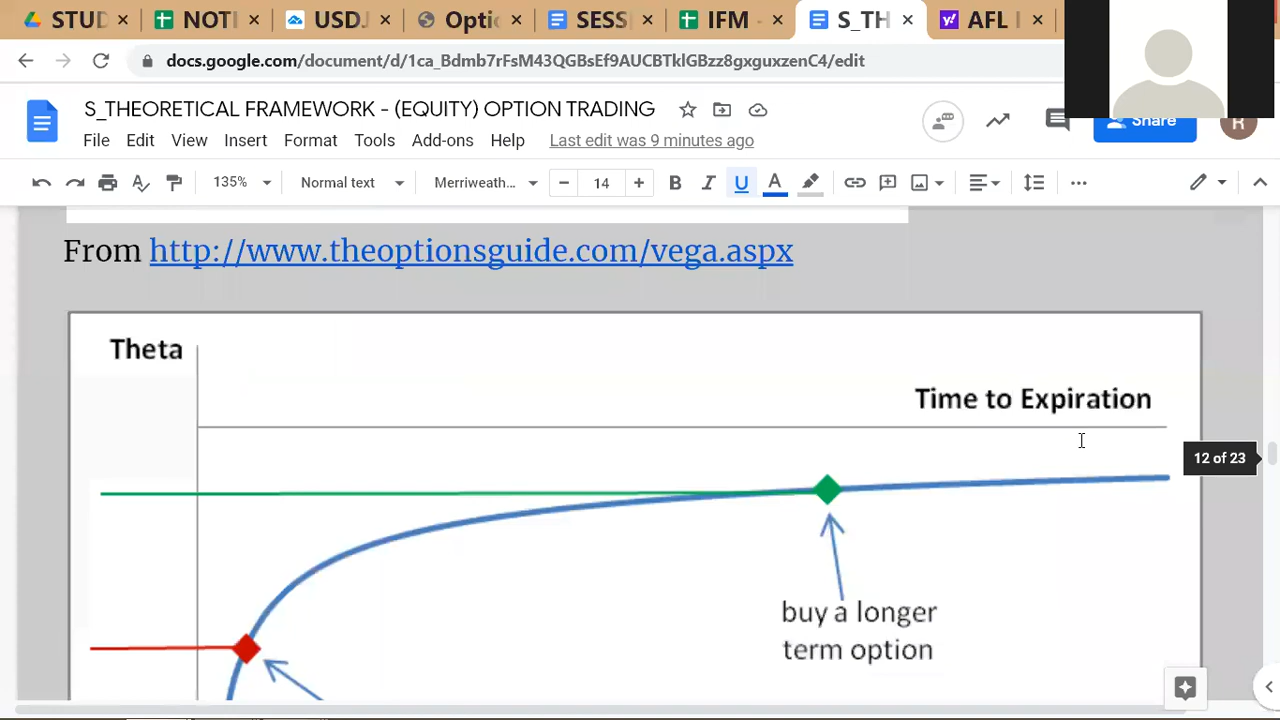 STUD
NOTI
USDJ
Optio
SESS
IFM -
S_TH
AFL
docs.google.com/document/d/1ca_Bdmb7rFsM43QGBsEf9AUCBTklGBzz8gxguxzenC4/edit
S_THEORETICAL FRAMEWORK - (EQUITY) OPTION TRADING
Share
R
File Edit View Insert Format Tools Add-ons Help Last edit was 9 minutes ago
135% Normal text Merriweath... − 14 + B I U A
From http://www.theoptionsguide.com/vega.aspx
Theta
Time to Expiration
12 of 23
buy a longer
term option